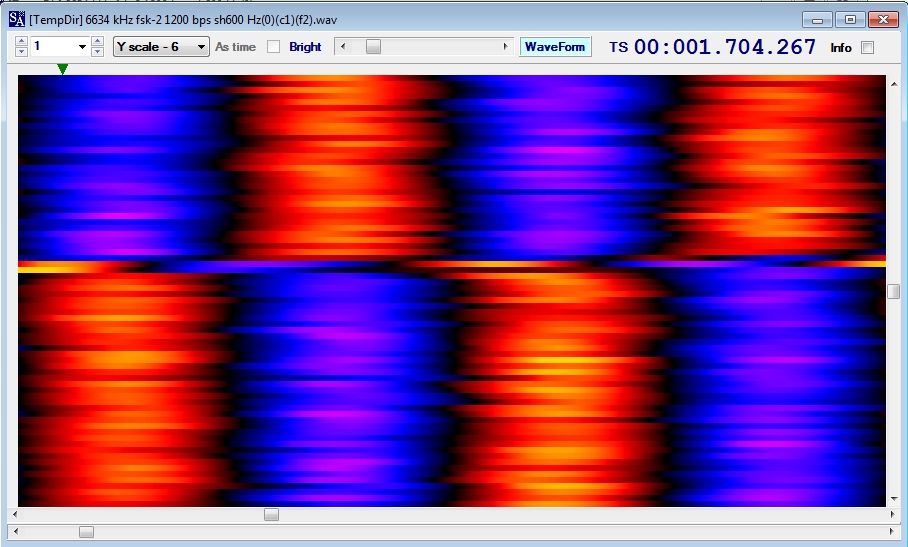 SA [TempDir] 6634 kHz fsk-2 1200 bps sh600 Hz(0)(c1)(f2).wav
1 Y scale - 6 As time Bright WaveForm TS 00:001.704.267 Info